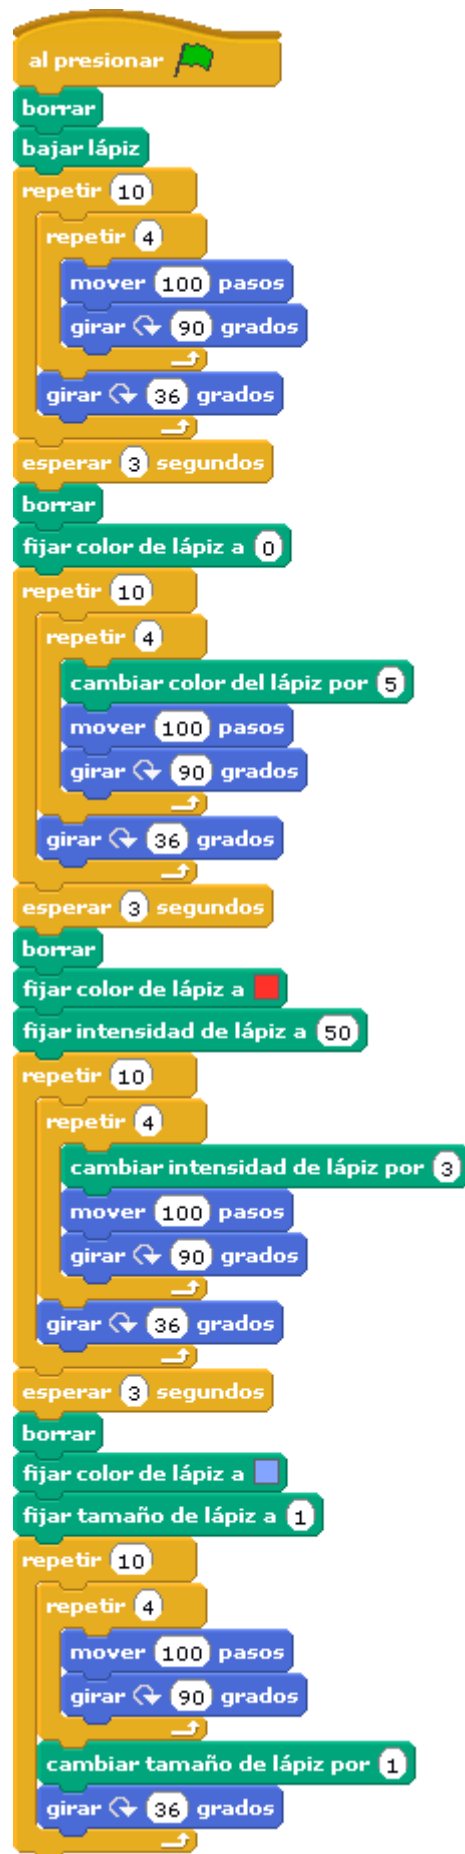 al presionar
borrar
bajar lápiz
repetir 10
repetir 4
mover 100 pasos
girar 90 grados
girar 36 grados
esperar 3 segundos
borrar
fijar color de lápiz a 0
repetir 10
repetir 4
cambiar color del lápiz por 5
mover 100 pasos
girar 90 grados
girar 36 grados
esperar 3 segundos
borrar
fijar color de lápiz a
fijar intensidad de lápiz a 50
repetir 10
repetir 4
cambiar intensidad de lápiz por 3
mover 100 pasos
girar 90 grados
girar 36 grados
esperar 3 segundos
borrar
fijar color de lápiz a
fijar tamaño de lápiz a 1
repetir 10
repetir 4
mover 100 pasos
girar 90 grados
cambiar tamaño de lápiz por 1
girar 36 grados